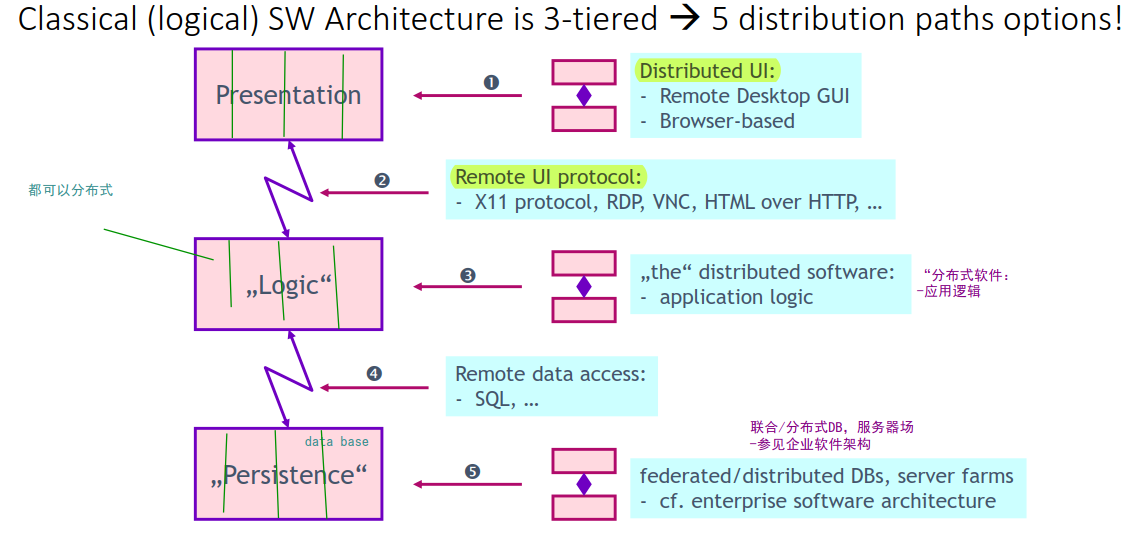 Classical (logical) SW Architecture is 3-tiered → 5 distribution paths options!
Presentation
❶
Distributed UI:
- Remote Desktop GUI
- Browser-based
都可以分布式
❷
Remote UI protocol:
- X11 protocol, RDP, VNC, HTML over HTTP, …
„Logic“
❸
„the“ distributed software:
- application logic
“分布式软件:
-应用逻辑
❹
Remote data access:
- SQL, …
data base
„Persistence“
❺
联合/分布式DB, 服务器场
-参见企业软件架构
federated/distributed DBs, server farms
- cf. enterprise software architecture